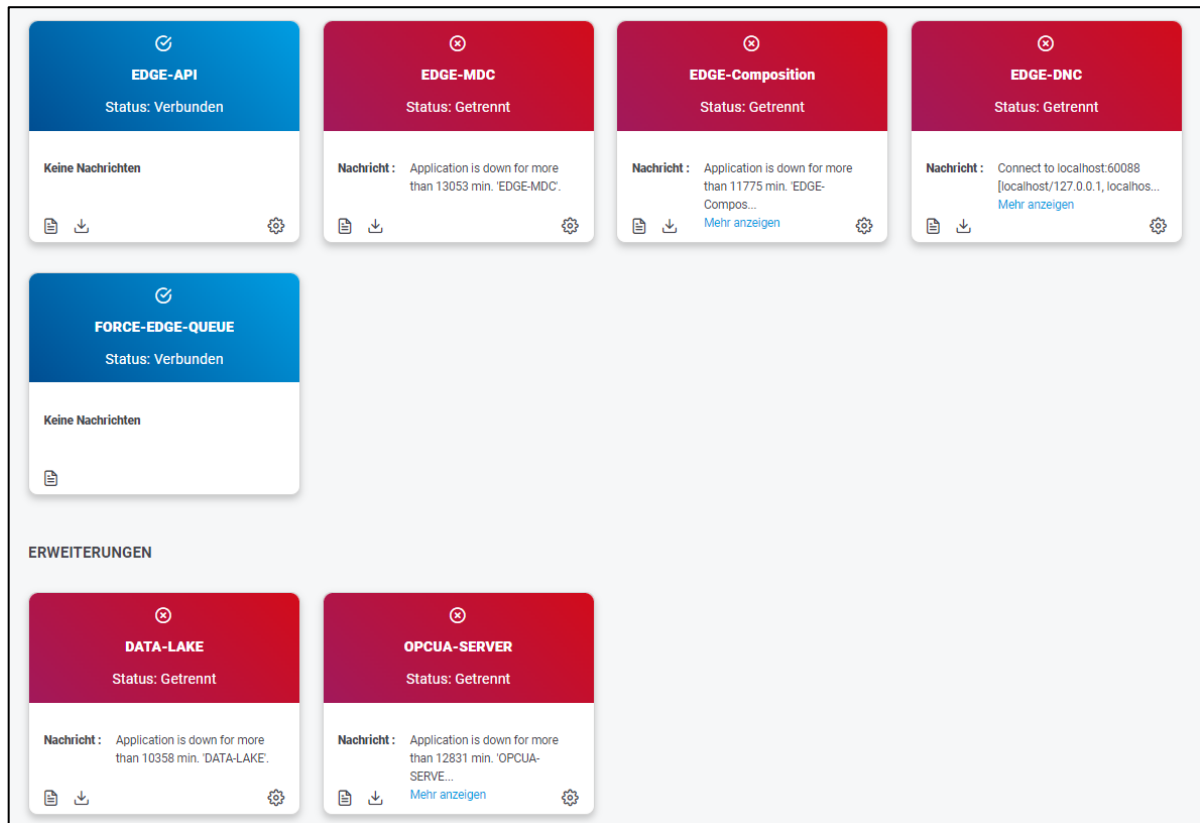 EDGE-API
Status: Verbunden
Keine Nachrichten
EDGE-MDC
Status: Getrennt
Nachricht : Application is down for more
than 13053 min. 'EDGE-MDC'.
EDGE-Composition
Status: Getrennt
Nachricht : Application is down for more
than 11775 min. 'EDGE-
Compos...
Mehr anzeigen
EDGE-DNC
Status: Getrennt
Nachricht : Connect to localhost:60088
[localhost/127.0.0.1, localhos...
Mehr anzeigen
FORCE-EDGE-QUEUE
Status: Verbunden
Keine Nachrichten
ERWEITERUNGEN
DATA-LAKE
Status: Getrennt
Nachricht : Application is down for more
than 10358 min. 'DATA-LAKE'.
OPCUA-SERVER
Status: Getrennt
Nachricht : Application is down for more
than 12831 min. 'OPCUA-
SERVE...
Mehr anzeigen